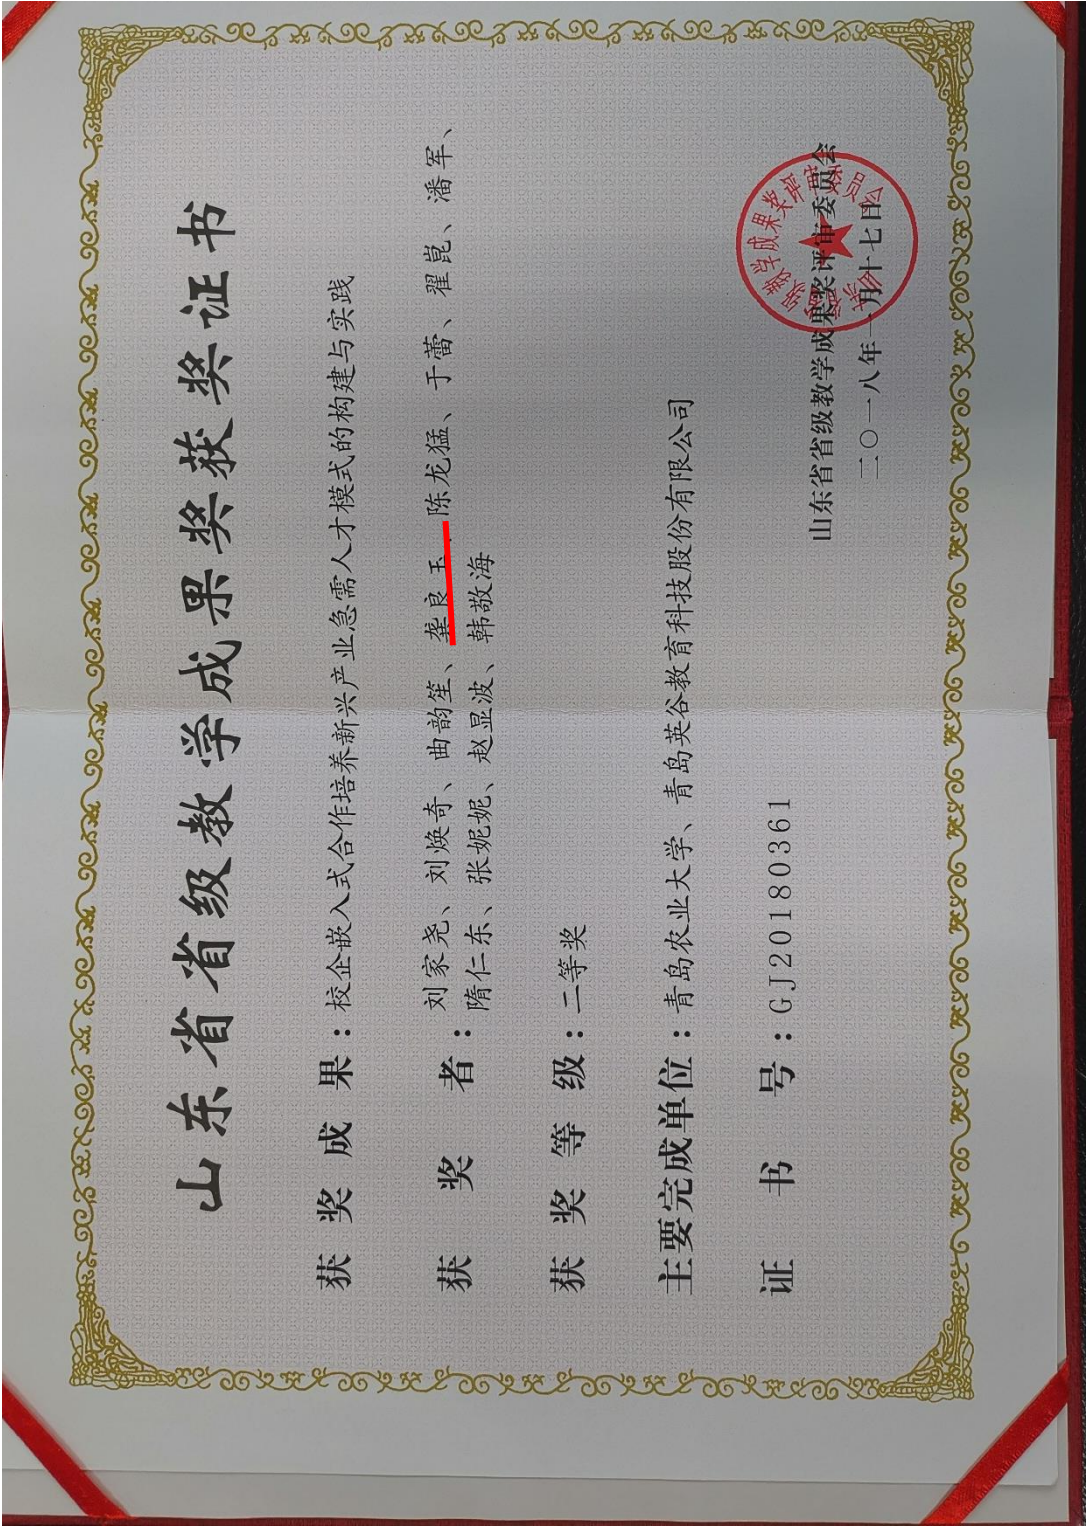 山东省省级教学成果奖获奖证书
获奖成果：校企嵌入式合作培养新兴产业急需人才模式的构建与实践
获奖者：刘家尧、刘焕奇、曲韵笙、龚良玉、陈龙猛、于蕾、翟崑、潘军、
隋仁东、张妮妮、赵显波、韩敬海
获奖等级：二等奖
主要完成单位：青岛农业大学、青岛英谷教育科技股份有限公司
证书号：GJ20180361
山东省省级教学成果奖评审委员会
二〇一八年一月十七日